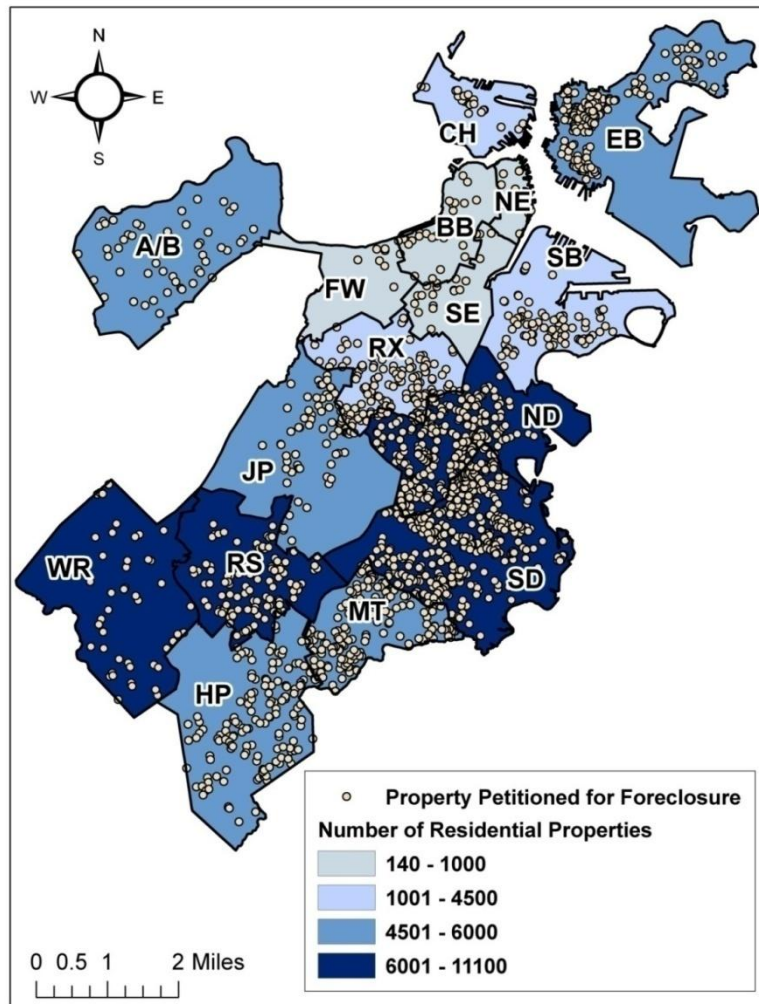 N
W E
S
CH
EB
NE
BB
A/B
SB
FW
SE
RX
ND
JP
WR
RS
SD
MT
HP
Property Petitioned for Foreclosure
Number of Residential Properties
140 - 1000
1001 - 4500
4501 - 6000
6001 - 11100
0 0.5 1 2 Miles